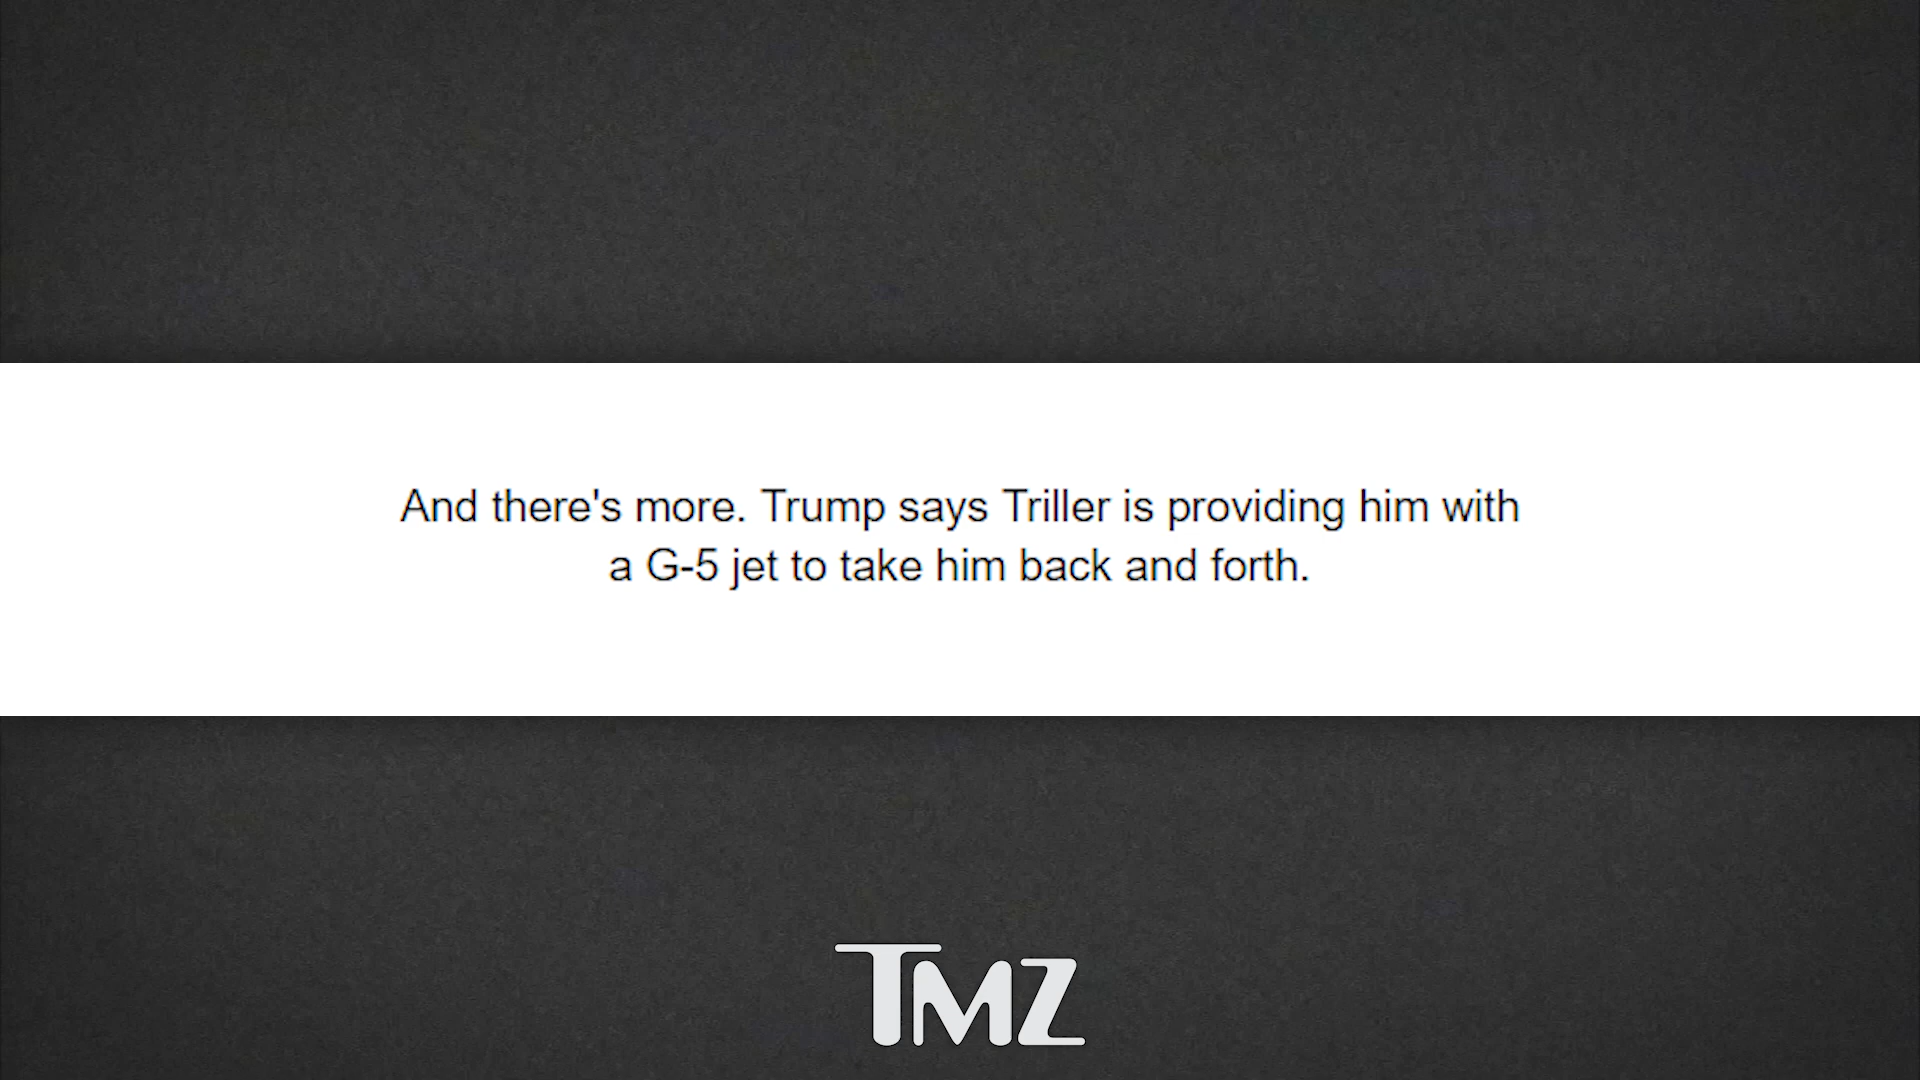 And there's more. Trump says Triller is providing him with
a G-5 jet to take him back and forth.
TMZ